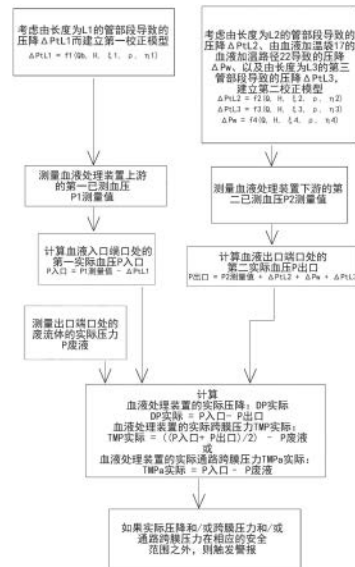 考虑由长度为L1的管部段导致的
压降ΔPtL1而建立第一校正模型
ΔPtL1 = f1(Qb, H, ξ1, ρ, η1)
考虑由长度为L2的管部段导致的
压降ΔPtL2、由血液加温袋17的
血液加温路径22导致的压降
ΔPw、以及由长度为L3的第三
管部段导致的压降ΔPtL3,
建立第二校正模型
ΔPtL2 = f2(Q, H, ξ2, ρ, η2)
ΔPtL3 = f3(Q, H, ξ3, ρ, η3)
ΔPw = f4(Q, H, ξ4, ρ, η4)
测量血液处理装置上游的
第一已测血压
P1测量值
测量血液处理装置下游的第
二已测血压P2测量值
计算血液入口端口处的
第一实际血压P入口
P入口 = P1测量值 - ΔPtL1
计算血液出口端口处的
第二实际血压P出口
P出口 = P2测量值 + ΔPtL2 + ΔPw + ΔPtL3
测量出口端口处的
废流体的实际压力
P废液
计算
血液处理装置的实际压降: DP实际
DP实际 = P入口- P出口
血液处理装置的实际跨膜压力TMP实际:
TMP实际 = ((P入口+ P出口)/2) - P废液
或
血液处理装置的实际通路跨膜压力TMPa实际:
TMPa实际 = P入口 - P废液
如果实际压降和/或跨膜压力和/或
通路跨膜压力在相应的安全
范围之外,则触发警报